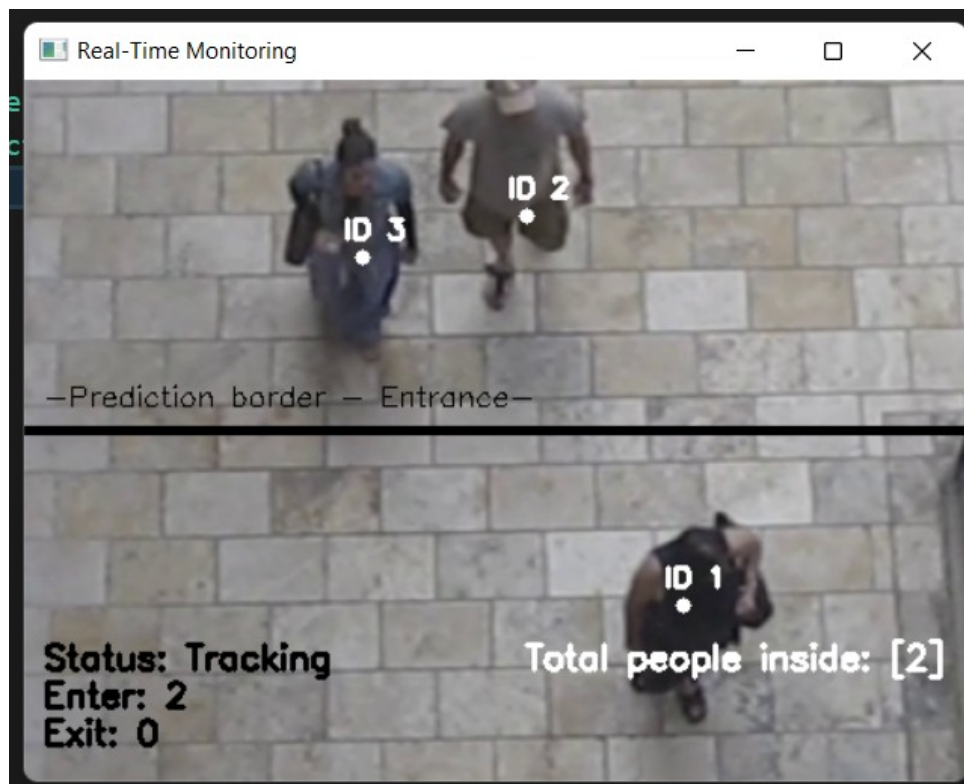 Real-Time Monitoring
e
c
ID 2
ID 3
-Prediction border - Entrance-
ID 1
Status: Tracking
Total people inside: [2]
Enter: 2
Exit: 0